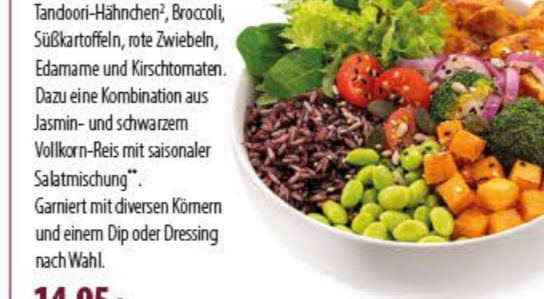 Tandoori-Hähnchen², Broccoli,
Süßkartoffeln, rote Zwiebeln,
Edamame und Kirschtomaten.
Dazu eine Kombination aus
Jasmin- und schwarzem
Vollkorn-Reis mit saisonaler
Salatmischung**.
Garniert mit diversen Körnern
und einem Dip oder Dressing
nach Wahl.